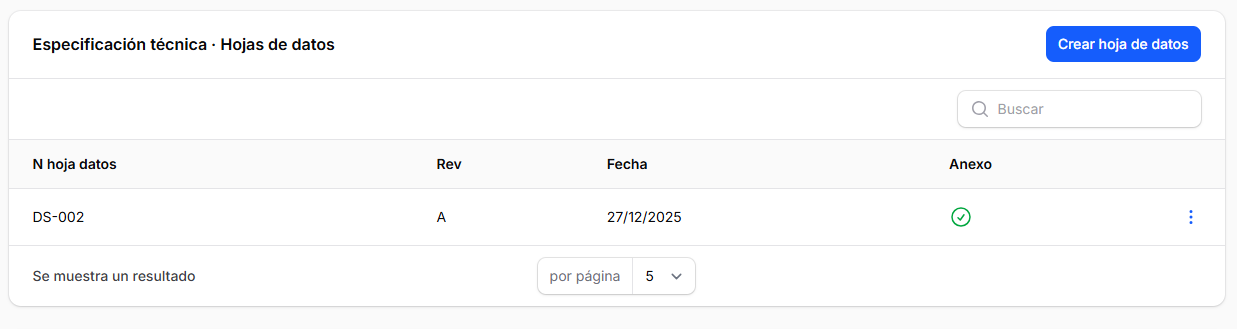 Especificación técnica · Hojas de datos
Crear hoja de datos
Buscar
N hoja datos Rev Fecha Anexo
DS-002 A 27/12/2025
Se muestra un resultado por página 5